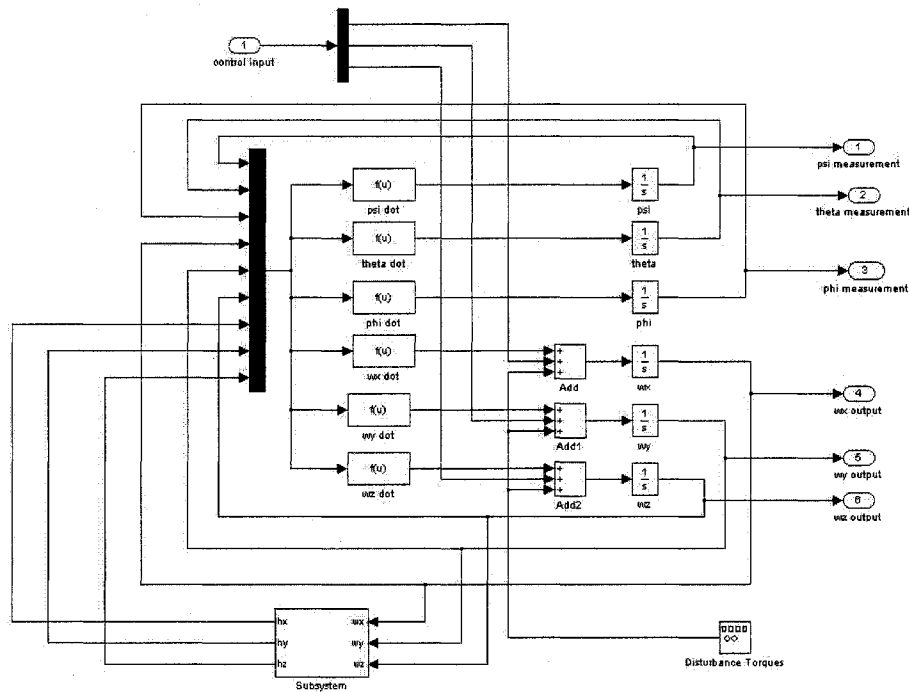 1
control input
1
psi measurement
f(u)
psi dot
1
s
psi
2
theta measurement
f(u)
theta dot
1
s
theta
3
phi measurement
f(u)
phi dot
1
s
phi
f(u)
wx dot
+
+
+
Add
1
s
wx
4
wx output
f(u)
wy dot
+
+
+
Add1
1
s
wy
5
wy output
f(u)
wz dot
+
+
+
Add2
1
s
wz
6
wz output
hx
wx
hy
wy
hz
wz
Subsystem
Disturbance Torques